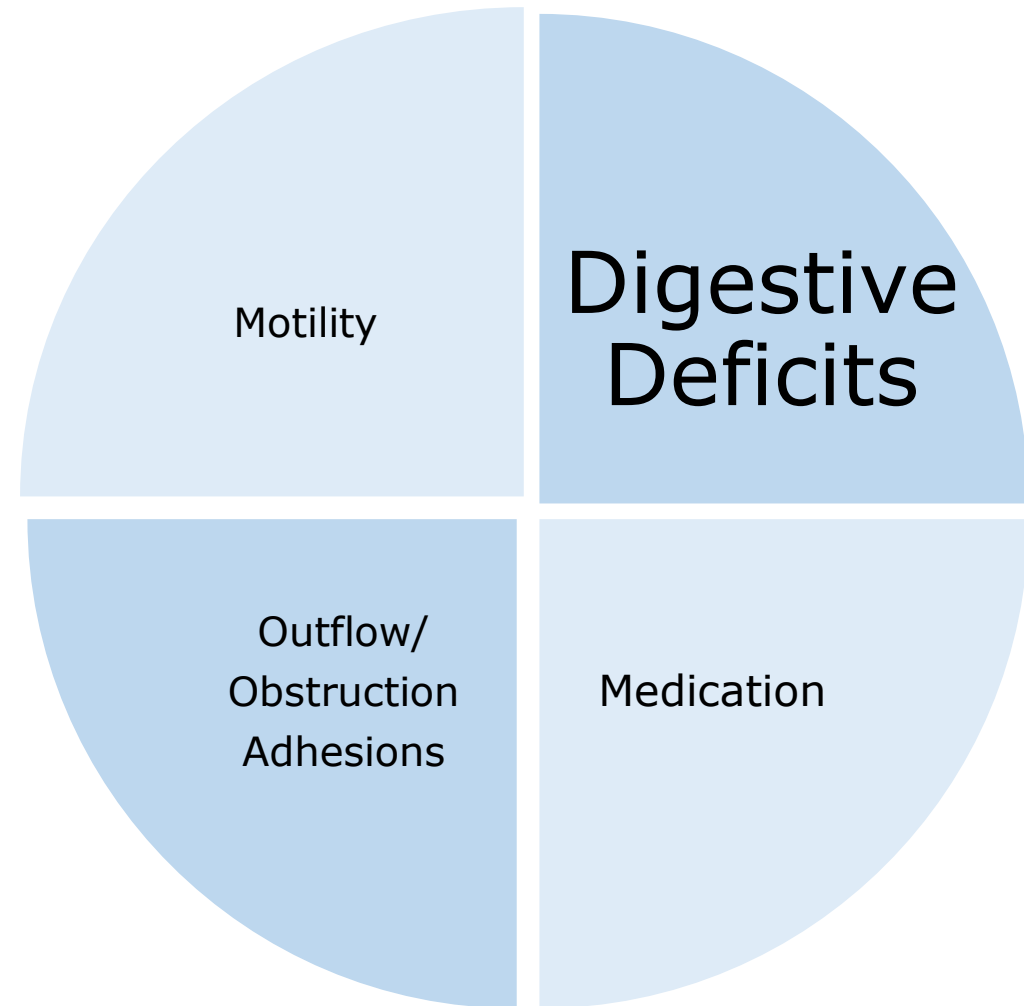 Motility
Digestive
Deficits
Outflow/
Obstruction
Adhesions
Medication